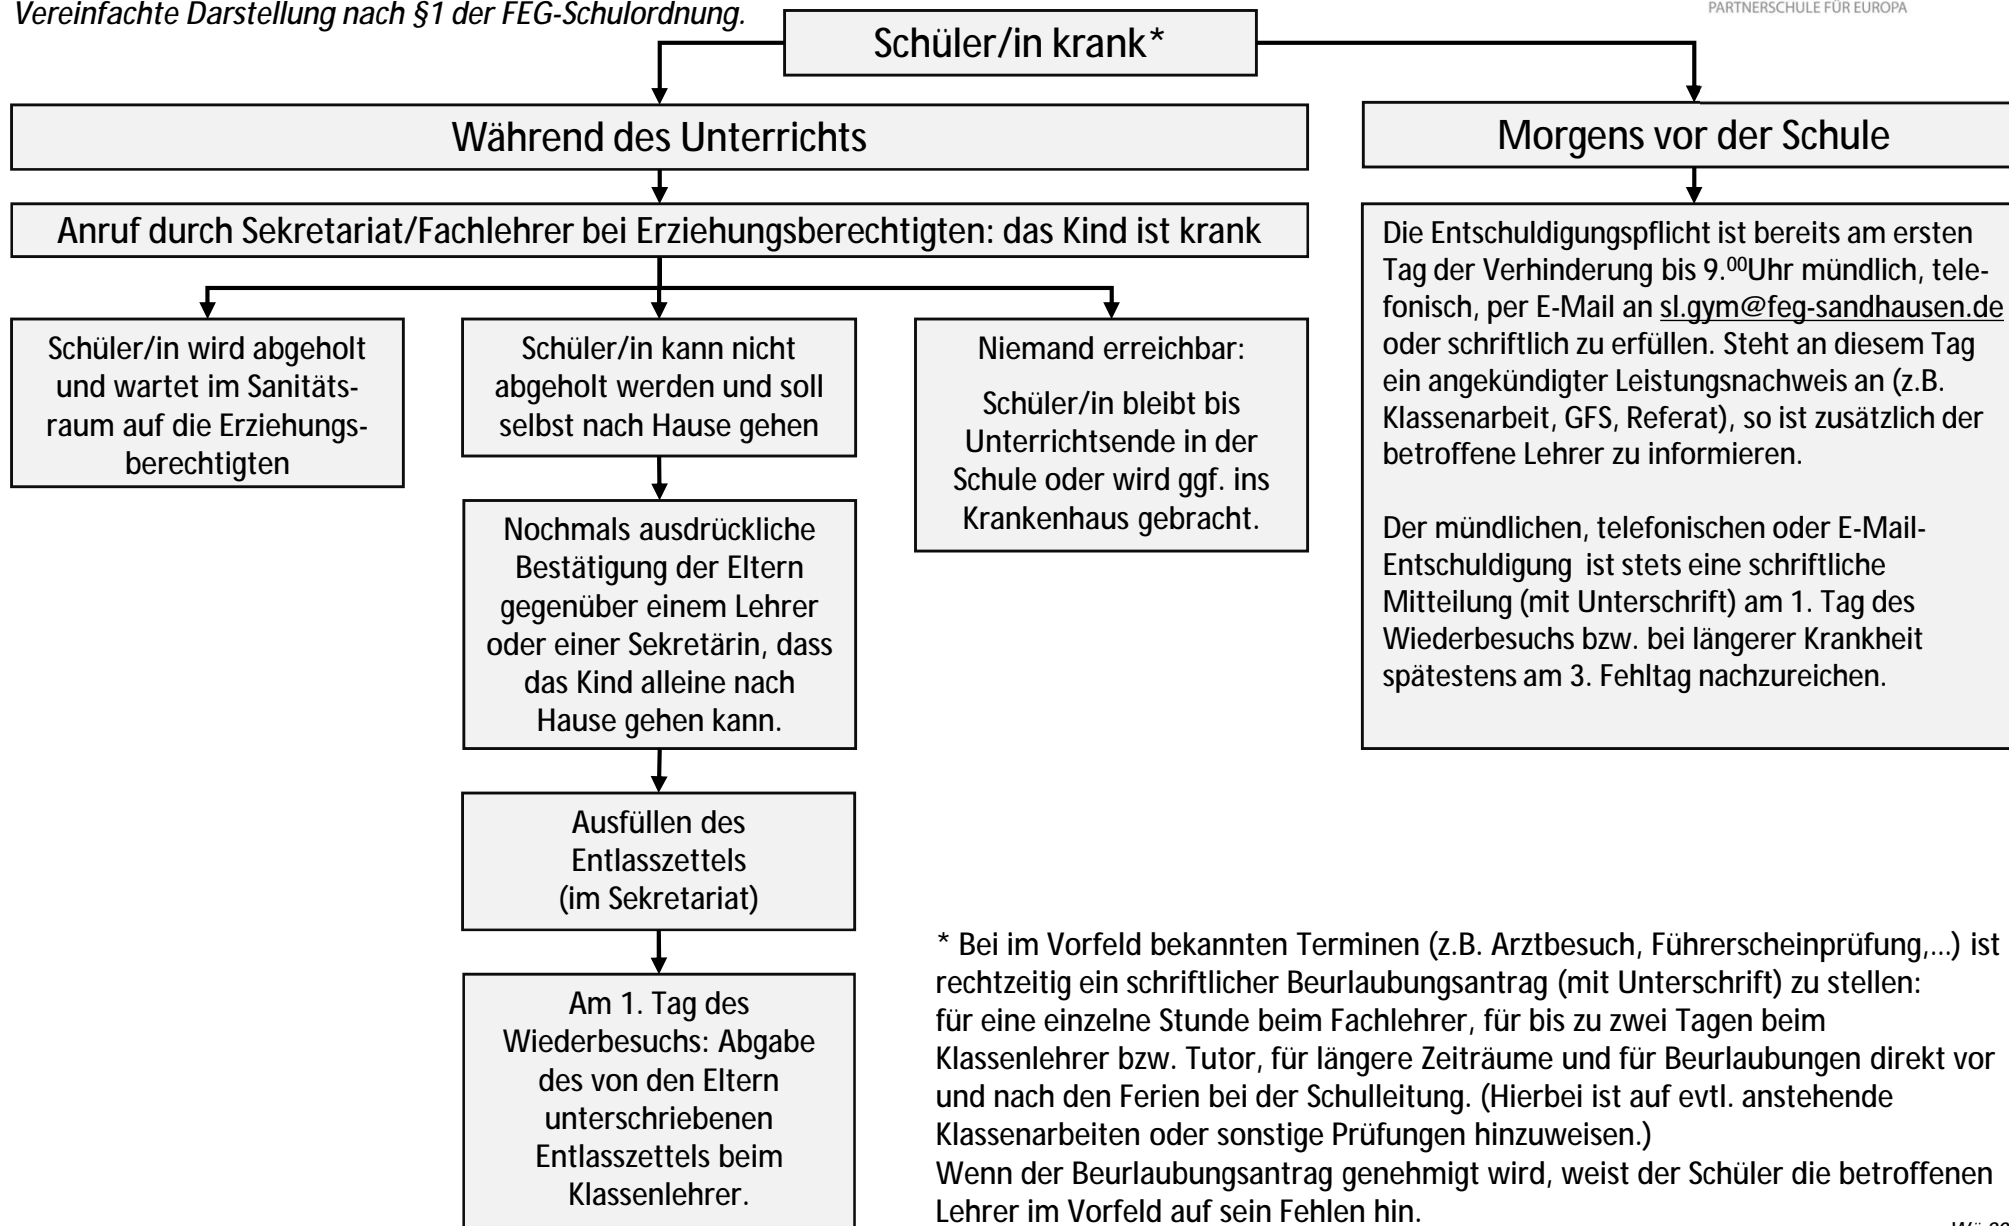 Vereinfachte Darstellung nach §1 der FEG-Schulordnung.
PARTNERSCHULE FÜR EUROPA
Schüler/in krank*
Während des Unterrichts
Anruf durch Sekretariat/Fachlehrer bei Erziehungsberechtigten: das Kind ist krank
Schüler/in wird abgeholt
und wartet im Sanitäts-
raum auf die Erziehungs-
berechtigten
Schüler/in kann nicht
abgeholt werden und soll
selbst nach Hause gehen
Nochmals ausdrückliche
Bestätigung der Eltern
gegenüber einem Lehrer
oder einer Sekretärin, dass
das Kind alleine nach
Hause gehen kann.
Ausfüllen des
Entlasszettels
(im Sekretariat)
Am 1. Tag des
Wiederbesuchs: Abgabe
des von den Eltern
unterschriebenen
Entlasszettels beim
Klassenlehrer.
Niemand erreichbar:
Schüler/in bleibt bis
Unterrichtsende in der
Schule oder wird ggf. ins
Krankenhaus gebracht.
Morgens vor der Schule
Die Entschuldigungspflicht ist bereits am ersten
Tag der Verhinderung bis 9.⁰⁰Uhr mündlich, tele-
fonisch, per E-Mail an sl.gym@feg-sandhausen.de
oder schriftlich zu erfüllen. Steht an diesem Tag
ein angekündigter Leistungsnachweis an (z.B.
Klassenarbeit, GFS, Referat), so ist zusätzlich der
betroffene Lehrer zu informieren.
Der mündlichen, telefonischen oder E-Mail-
Entschuldigung ist stets eine schriftliche
Mitteilung (mit Unterschrift) am 1. Tag des
Wiederbesuchs bzw. bei längerer Krankheit
spätestens am 3. Fehltag nachzureichen.
* Bei im Vorfeld bekannten Terminen (z.B. Arztbesuch, Führerscheinprüfung,...) ist
rechtzeitig ein schriftlicher Beurlaubungsantrag (mit Unterschrift) zu stellen:
für eine einzelne Stunde beim Fachlehrer, für bis zu zwei Tagen beim
Klassenlehrer bzw. Tutor, für längere Zeiträume und für Beurlaubungen direkt vor
und nach den Ferien bei der Schulleitung. (Hierbei ist auf evtl. anstehende
Klassenarbeiten oder sonstige Prüfungen hinzuweisen.)
Wenn der Beurlaubungsantrag genehmigt wird, weist der Schüler die betroffenen
Lehrer im Vorfeld auf sein Fehlen hin.